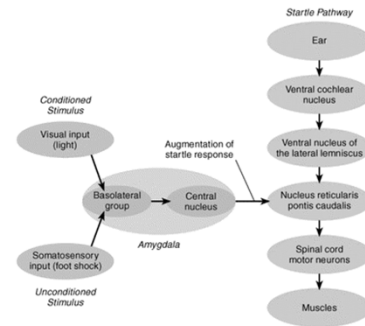 Startle Pathway
Ear
Ventral cochlear
nucleus
Ventral nucleus
of the lateral lemniscus
Nucleus reticularis
pontis caudalis
Spinal cord
motor neurons
Muscles
Conditioned
Stimulus
Visual input
(light)
Augmentation of
startle response
Basolateral
group
Central
nucleus
Amygdala
Somatosensory
input (foot shock)
Unconditioned
Stimulus